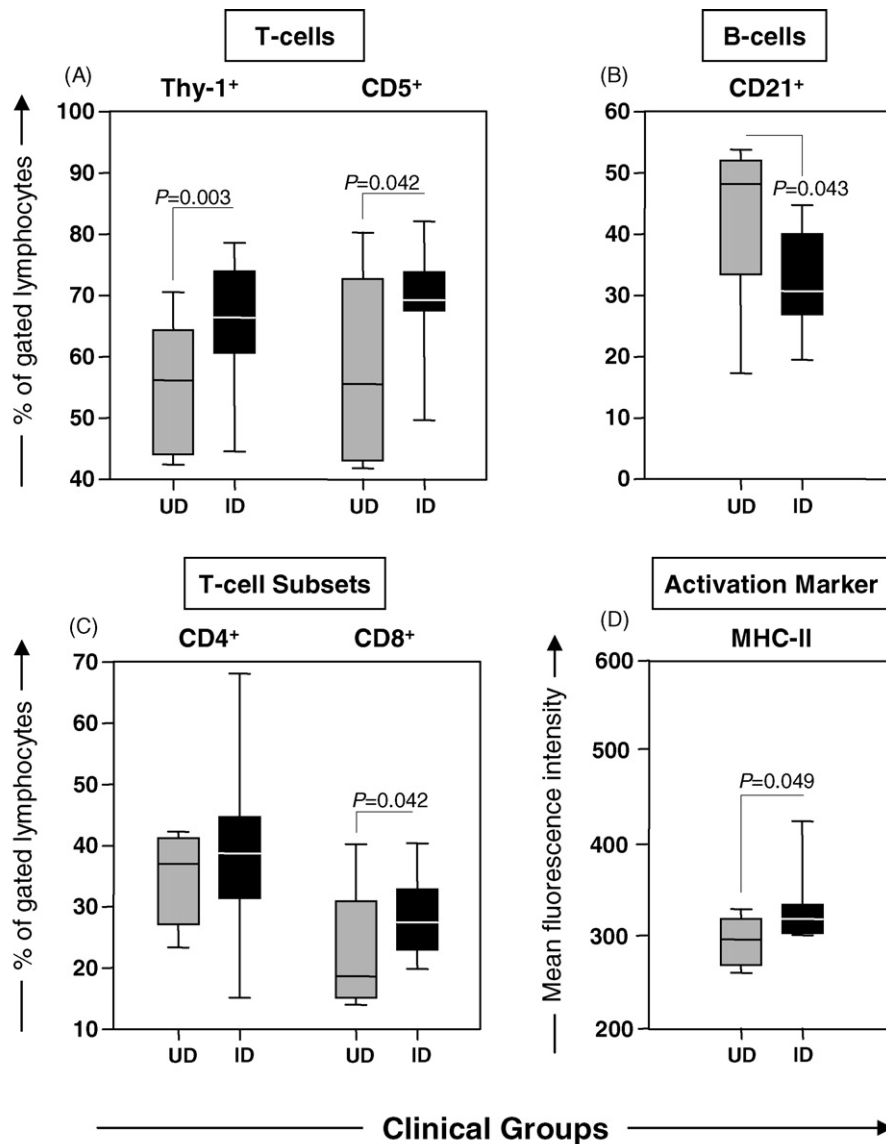 T-cells
B-cells
(A)
Thy-1⁺ CD5⁺
(B)
CD21⁺
% of gated lymphocytes
100
90
80
70
60
50
40
P=0.003
P=0.042
UD ID UD ID
60
50
40
30
20
10
0
P=0.043
UD ID
T-cell Subsets
Activation Marker
(C)
CD4⁺ CD8⁺
(D)
MHC-II
% of gated lymphocytes
70
60
50
40
30
20
10
P=0.042
UD ID UD ID
Mean fluorescence intensity
600
500
400
300
200
P=0.049
UD ID
Clinical Groups